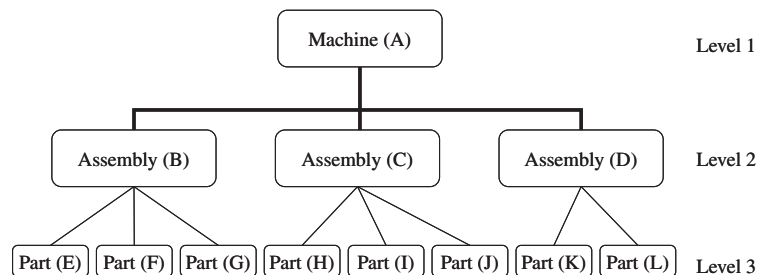 Machine (A)
Level 1
Assembly (B)
Assembly (C)
Assembly (D)
Level 2
Part (E)
Part (F)
Part (G)
Part (H)
Part (I)
Part (J)
Part (K)
Part (L)
Level 3